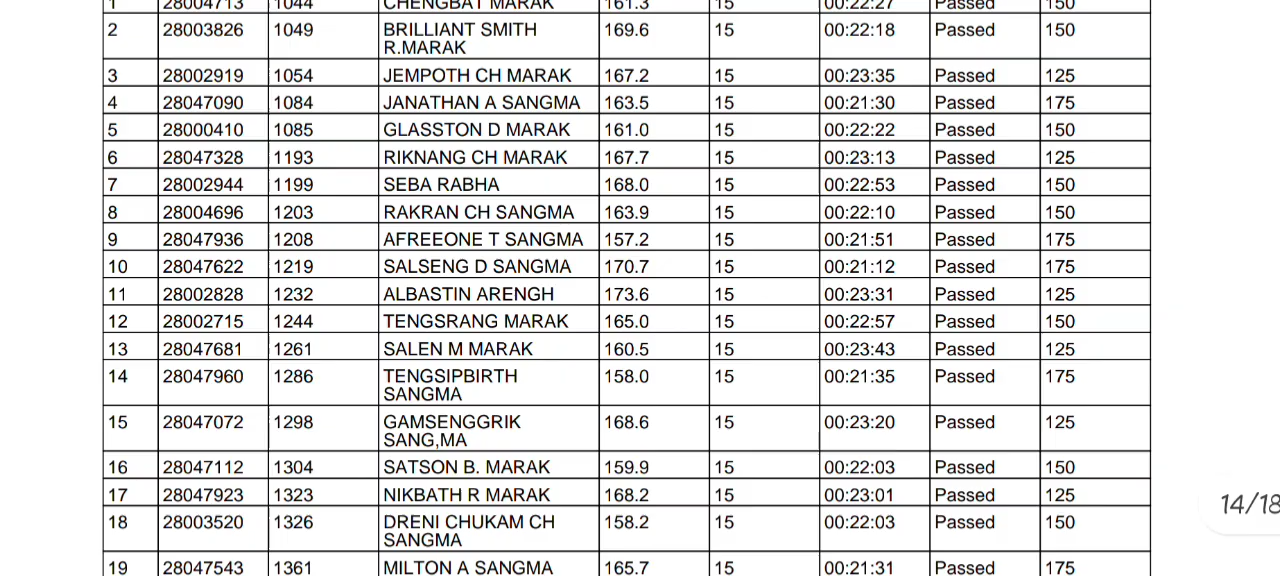 1 28004713 1044 CHENGBAT MARAK 161.3 15 00:22:27 Passed 150
2 28003826 1049 BRILLIANT SMITH 169.6 15 00:22:18 Passed 150
R.MARAK
3 28002919 1054 JEMPOTH CH MARAK 167.2 15 00:23:35 Passed 125
4 28047090 1084 JANATHAN A SANGMA 163.5 15 00:21:30 Passed 175
5 28000410 1085 GLASSTON D MARAK 161.0 15 00:22:22 Passed 150
6 28047328 1193 RIKNANG CH MARAK 167.7 15 00:23:13 Passed 125
7 28002944 1199 SEBA RABHA 168.0 15 00:22:53 Passed 150
8 28004696 1203 RAKRAN CH SANGMA 163.9 15 00:22:10 Passed 150
9 28047936 1208 AFREEONE T SANGMA 157.2 15 00:21:51 Passed 175
10 28047622 1219 SALSENG D SANGMA 170.7 15 00:21:12 Passed 175
11 28002828 1232 ALBASTIN ARENGH 173.6 15 00:23:31 Passed 125
12 28002715 1244 TENGSRANG MARAK 165.0 15 00:22:57 Passed 150
13 28047681 1261 SALEN M MARAK 160.5 15 00:23:43 Passed 125
14 28047960 1286 TENGSIPBIRTH 158.0 15 00:21:35 Passed 175
SANGMA
15 28047072 1298 GAMSENGGRIK 168.6 15 00:23:20 Passed 125
SANG,MA
16 28047112 1304 SATSON B. MARAK 159.9 15 00:22:03 Passed 150
17 28047923 1323 NIKBATH R MARAK 168.2 15 00:23:01 Passed 125
14/18
18 28003520 1326 DRENI CHUKAM CH 158.2 15 00:22:03 Passed 150
SANGMA
19 28047543 1361 MILTON A SANGMA 165.7 15 00:21:31 Passed 175